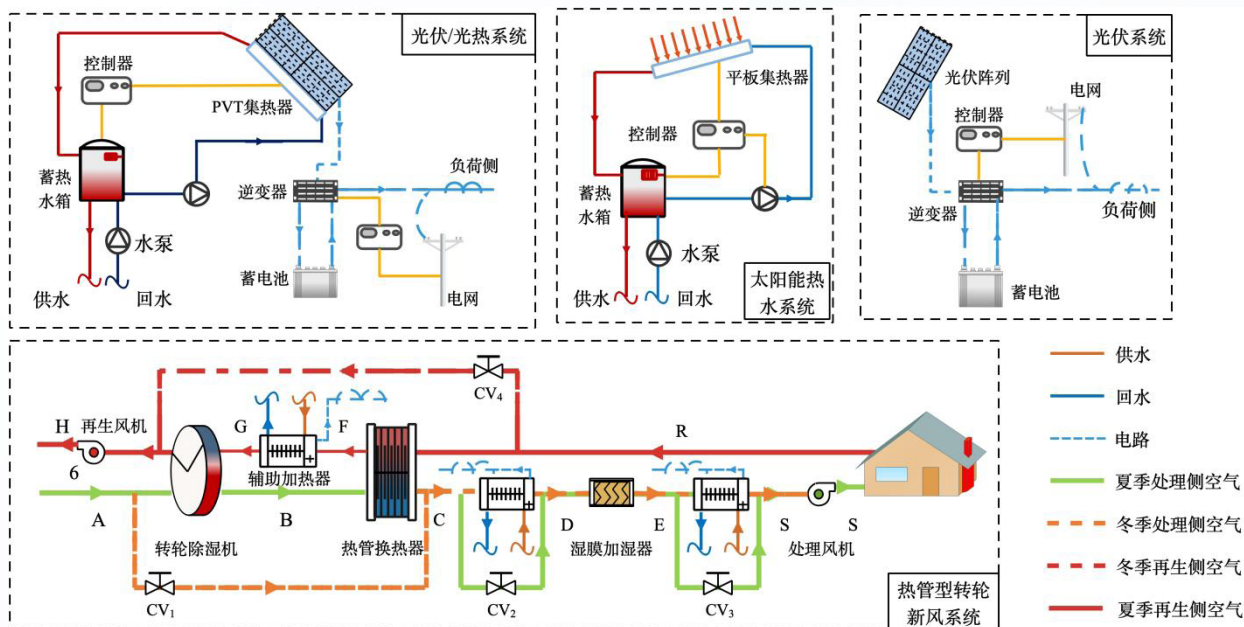 光伏/光热系统
控制器
PVT集热器
蓄热
水箱
水泵
供水
回水
逆变器
负荷侧
蓄电池
电网
平板集热器
控制器
蓄热
水箱
水泵
供水
回水
太阳能热
水系统
光伏系统
光伏阵列
电网
控制器
逆变器
负荷侧
蓄电池
CV4
H
再生风机
G
F
R
6
辅助加热器
A
B
C
D
E
S
S
转轮除湿机
热管换热器
湿膜加湿器
处理风机
CV1
CV2
CV3
热管型转轮
新风系统
供水
回水
电路
夏季处理侧空气
冬季处理侧空气
冬季再生侧空气
夏季再生侧空气